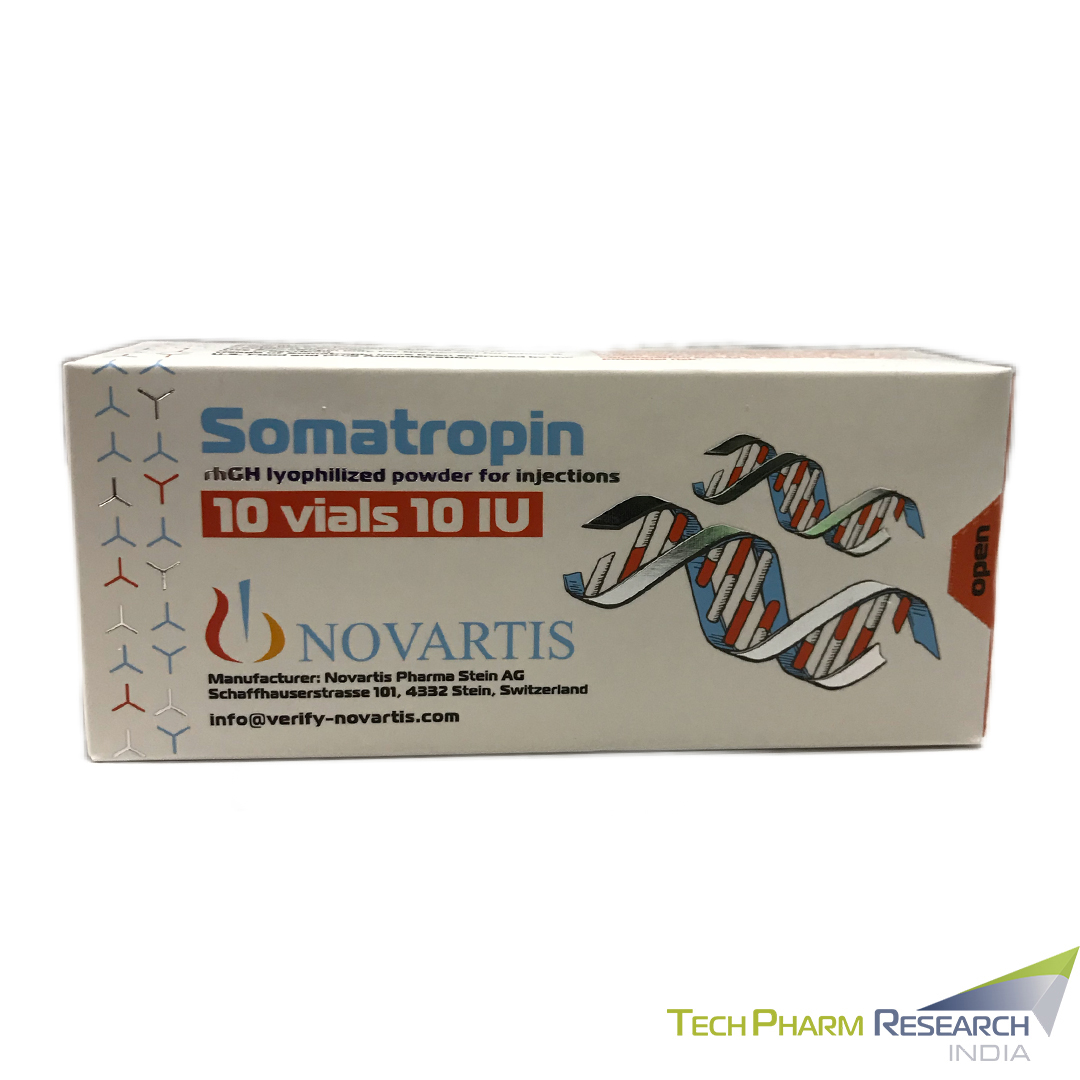 Somatropin
rhGH lyophilized powder for injections
10 vials 10 IU
NOVARTIS
Manufacturer: Novartis Pharma Stein AG
Schaffhauserstrasse 101, 4332 Stein, Switzerland
info@verify-novartis.com
open
TECH PHARM RESEARCH
INDIA